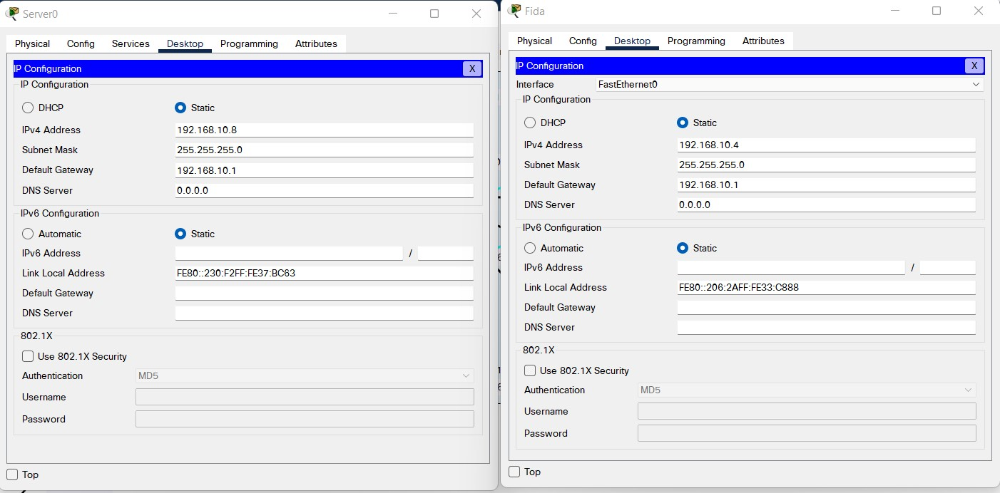 Server0
Physical Config Services Desktop Programming Attributes
IP Configuration X
IP Configuration
DHCP Static
IPv4 Address 192.168.10.8
Subnet Mask 255.255.255.0
Default Gateway 192.168.10.1
DNS Server 0.0.0.0
IPv6 Configuration
Automatic Static
IPv6 Address /
Link Local Address FE80::230:F2FF:FE37:BC63
Default Gateway
DNS Server
802.1X
Use 802.1X Security
Authentication MD5
Username
Password
Top
Fida
Physical Config Desktop Programming Attributes
IP Configuration X
Interface FastEthernet0
IP Configuration
DHCP Static
IPv4 Address 192.168.10.4
Subnet Mask 255.255.255.0
Default Gateway 192.168.10.1
DNS Server 0.0.0.0
IPv6 Configuration
Automatic Static
IPv6 Address /
Link Local Address FE80::206:2AFF:FE33:C888
Default Gateway
DNS Server
802.1X
Use 802.1X Security
Authentication MD5
Username
Password
Top